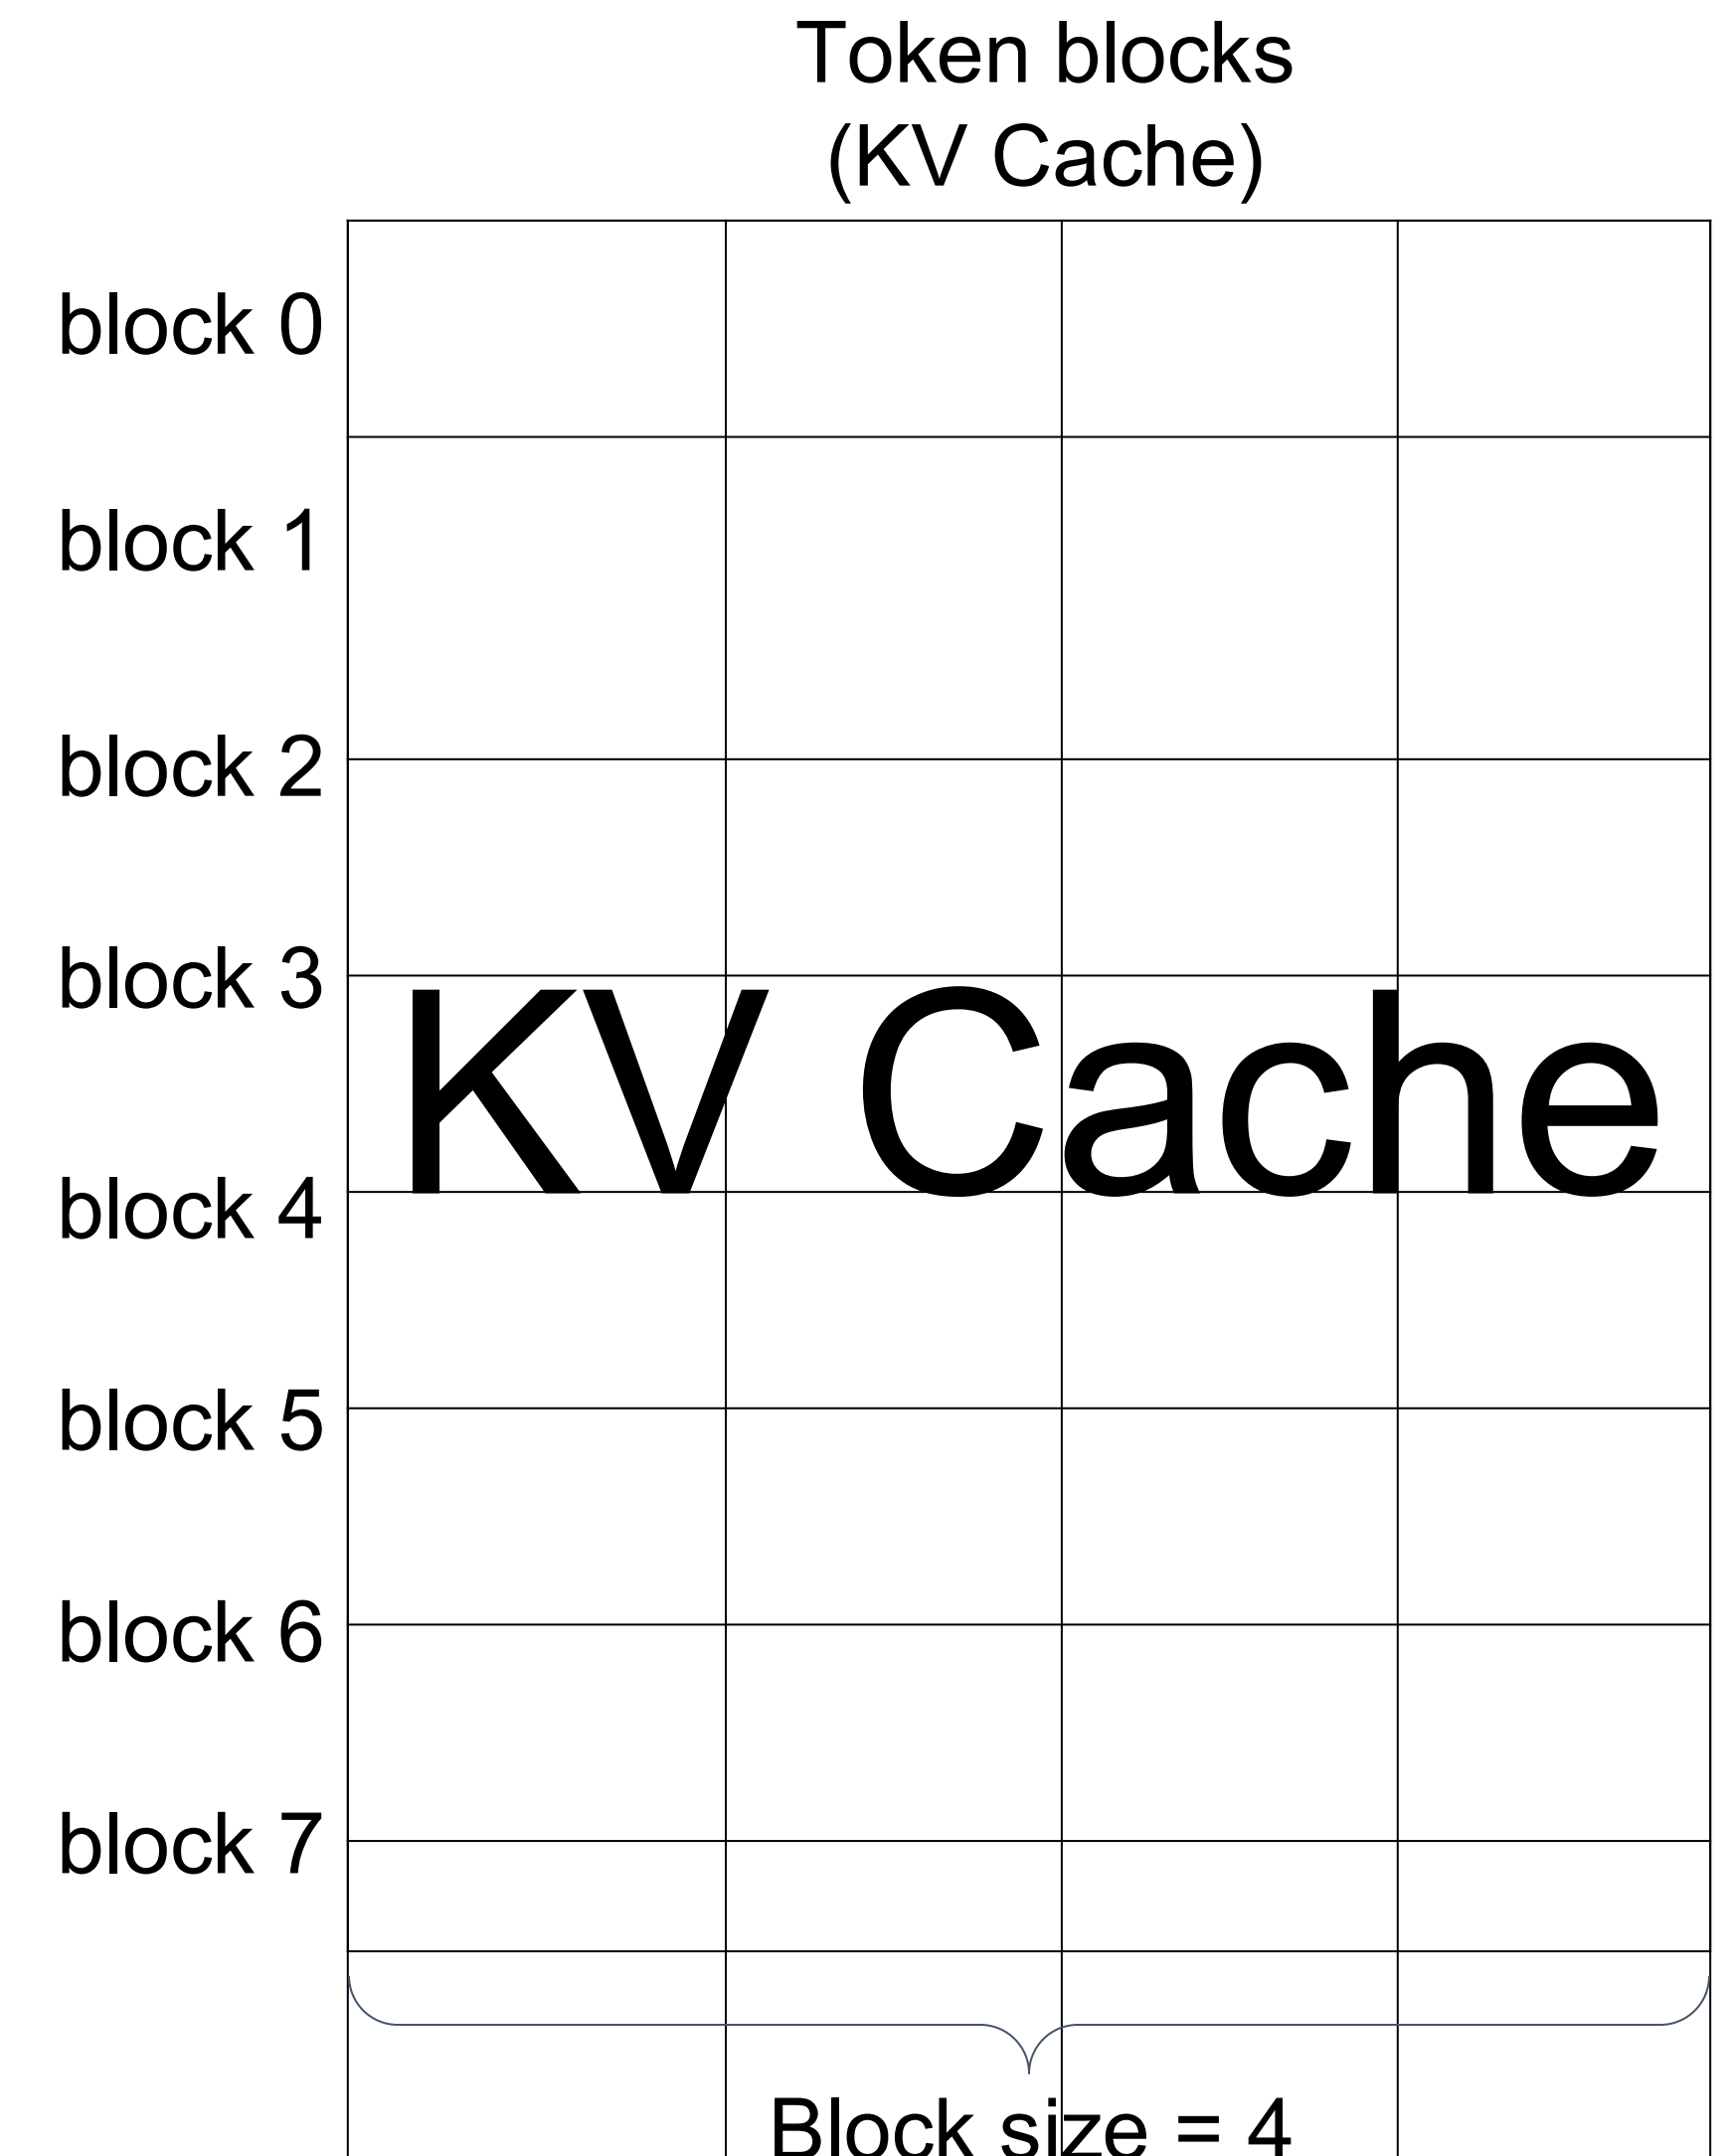 Token blocks
(KV Cache)
block 0
block 1
block 2
block 3
KV Cache
block 4
block 5
block 6
block 7
Block size = 4